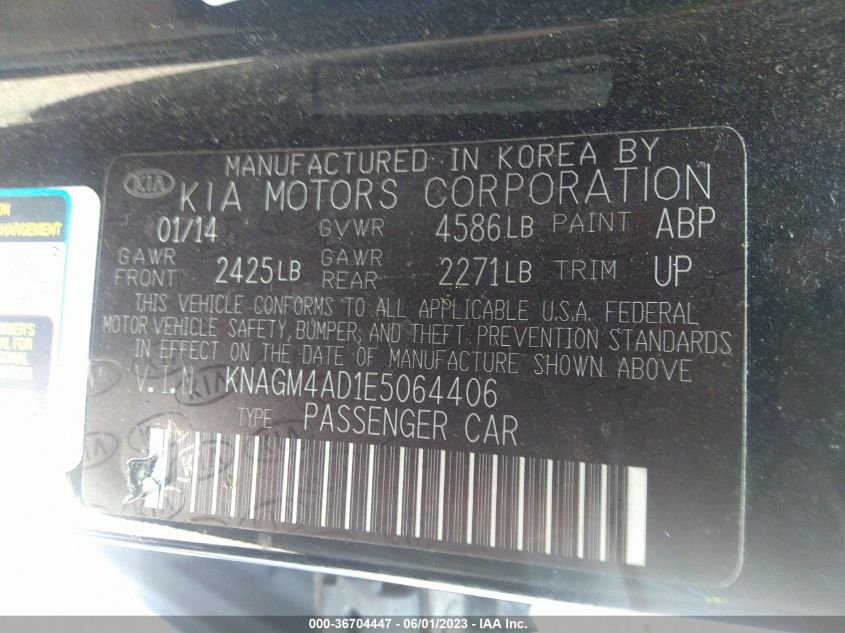 MANUFACTURED IN KOREA BY
KIA KIA MOTORS CORPORATION
01/14 GVWR 4586LB PAINT ABP
GAWR FRONT 2425LB GAWR REAR 2271LB TRIM UP
THIS VEHICLE CONFORMS TO ALL APPLICABLE U.S.A. FEDERAL
MOTOR VEHICLE SAFETY, BUMPER, AND THEFT PREVENTION STANDARDS
IN EFFECT ON THE DATE OF MANUFACTURE SHOWN ABOVE
V.I.N. KNAGM4AD1E5064406
TYPE PASSENGER CAR
000-36704447 - 06/01/2023 - IAA Inc.